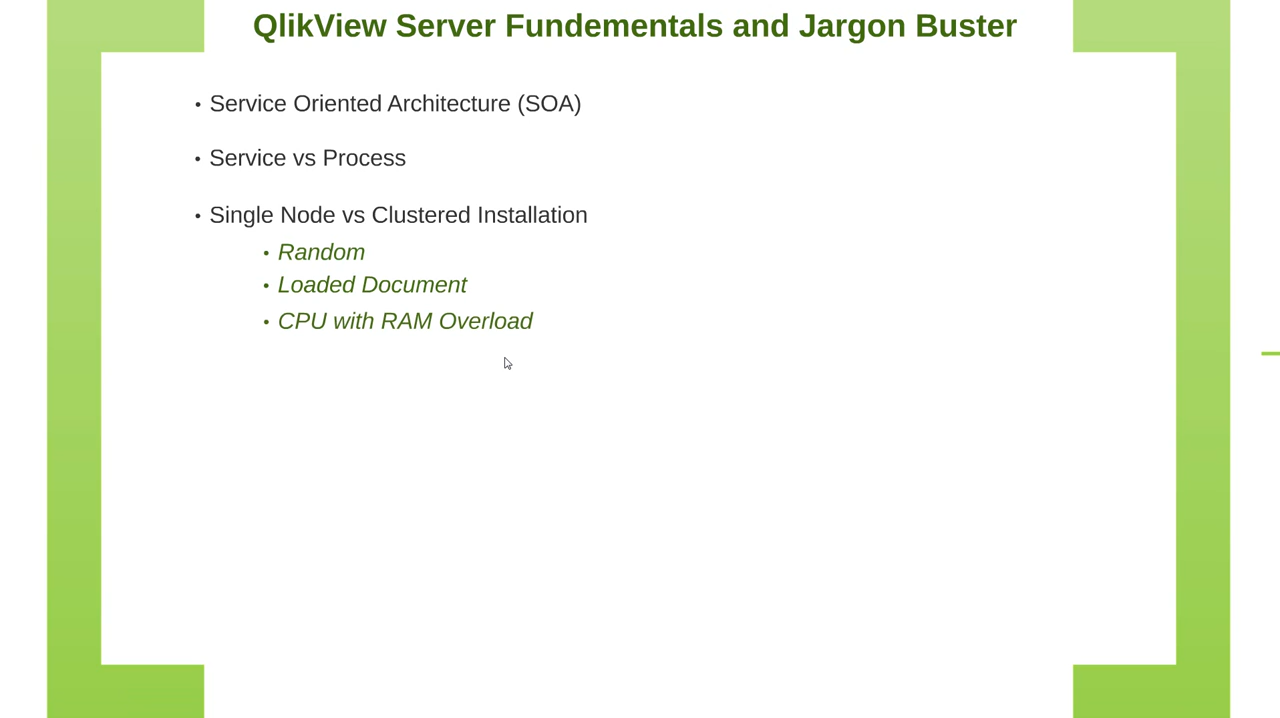 QlikView Server Fundementals and Jargon Buster
• Service Oriented Architecture (SOA)
• Service vs Process
• Single Node vs Clustered Installation
• Random
• Loaded Document
• CPU with RAM Overload